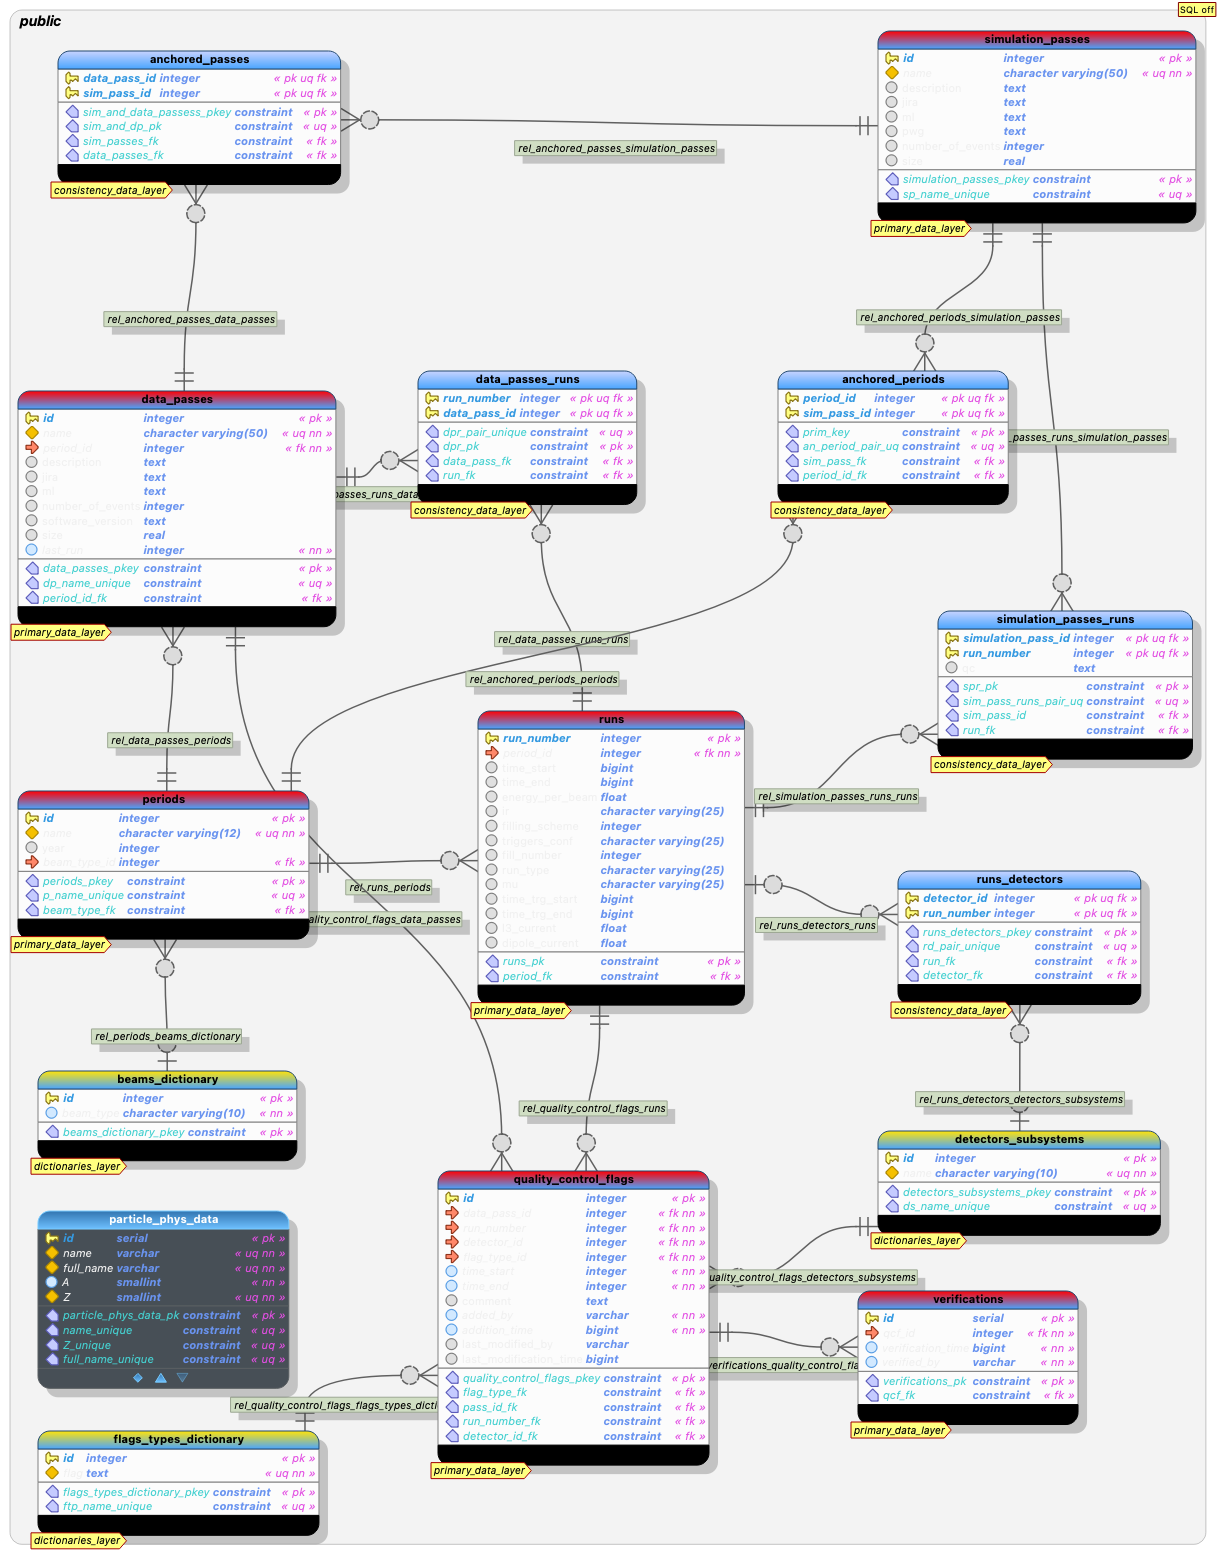 public
SQL off
anchored_passes
data_pass_id integer « pk uq fk »
sim_pass_id integer « pk uq fk »
sim_and_data_passess_pkey constraint « pk »
sim_and_dp_pk constraint « uq »
sim_passes_fk constraint « fk »
data_passes_fk constraint « fk »
consistency_data_layer
simulation_passes
id integer « pk »
name character varying(50) « uq nn »
description text
jira text
ml text
pwg text
number_of_events integer
size real
simulation_passes_pkey constraint « pk »
sp_name_unique constraint « uq »
primary_data_layer
rel_anchored_passes_simulation_passes
rel_anchored_passes_data_passes
rel_anchored_periods_simulation_passes
data_passes
id integer « pk »
name character varying(50) « uq nn »
period_id integer « fk nn »
description text
jira text
ml text
number_of_events integer
software_version text
size real
last_run integer « nn »
data_passes_pkey constraint « pk »
dp_name_unique constraint « uq »
period_id_fk constraint « fk »
primary_data_layer
data_passes_runs
run_number integer « pk uq fk »
data_pass_id integer « pk uq fk »
dpr_pair_unique constraint « uq »
dpr_pk constraint « pk »
data_pass_fk constraint « fk »
run_fk constraint « fk »
consistency_data_layer
passes_runs_data
anchored_periods
period_id integer « pk uq fk »
sim_pass_id integer « pk uq fk »
prim_key constraint « pk »
an_period_pair_uq constraint « uq »
sim_pass_fk constraint « fk »
period_id_fk constraint « fk »
consistency_data_layer
_passes_runs_simulation_passes
simulation_passes_runs
simulation_pass_id integer « pk uq fk »
run_number integer « pk uq fk »
qc text
spr_pk constraint « pk »
sim_pass_runs_pair_uq constraint « uq »
sim_pass_id constraint « fk »
run_fk constraint « fk »
consistency_data_layer
rel_data_passes_runs_runs
rel_anchored_periods_periods
rel_data_passes_periods
runs
run_number integer « pk »
period_id integer « fk nn »
time_start bigint
time_end bigint
energy_per_beam float
ir character varying(25)
filling_scheme integer
triggers_conf character varying(25)
fill_number integer
run_type character varying(25)
mu character varying(25)
time_trg_start bigint
time_trg_end bigint
l3_current float
dipole_current float
runs_pk constraint « pk »
period_fk constraint « fk »
primary_data_layer
rel_simulation_passes_runs_runs
periods
id integer « pk »
name character varying(12) « uq nn »
year integer
beam_type_id integer « fk »
periods_pkey constraint « pk »
p_name_unique constraint « uq »
beam_type_fk constraint « fk »
primary_data_layer
rel_runs_periods
ality_control_flags_data_passes
runs_detectors
detector_id integer « pk uq fk »
run_number integer « pk uq fk »
runs_detectors_pkey constraint « pk »
rd_pair_unique constraint « uq »
run_fk constraint « fk »
detector_fk constraint « fk »
consistency_data_layer
rel_runs_detectors_runs
rel_periods_beams_dictionary
beams_dictionary
id integer « pk »
beam_type character varying(10) « nn »
beams_dictionary_pkey constraint « pk »
dictionaries_layer
rel_quality_control_flags_runs
rel_runs_detectors_detectors_subsystems
detectors_subsystems
id integer « pk »
name character varying(10) « uq nn »
detectors_subsystems_pkey constraint « pk »
ds_name_unique constraint « uq »
dictionaries_layer
quality_control_flags
id integer « pk »
data_pass_id integer « fk nn »
run_number integer « fk nn »
detector_id integer « fk nn »
flag_type_id integer « fk nn »
time_start integer « nn »
time_end integer « nn »
comment text
added_by varchar « nn »
addition_time bigint « nn »
last_modified_by varchar
last_modification_time bigint
quality_control_flags_pkey constraint « pk »
flag_type_fk constraint « fk »
pass_id_fk constraint « fk »
run_number_fk constraint « fk »
detector_id_fk constraint « fk »
primary_data_layer
particle_phys_data
id serial « pk »
name varchar « uq nn »
full_name varchar « uq nn »
A smallint « nn »
Z smallint « uq nn »
particle_phys_data_pk constraint « pk »
name_unique constraint « uq »
Z_unique constraint « uq »
full_name_unique constraint « uq »
uality_control_flags_detectors_subsystems
verifications
id serial « pk »
qcf_id integer « fk nn »
verification_time bigint « nn »
verified_by varchar « nn »
verifications_pk constraint « pk »
qcf_fk constraint « fk »
primary_data_layer
verifications_quality_control_fla
rel_quality_control_flags_flags_types_dicti
flags_types_dictionary
id integer « pk »
flag text « uq nn »
flags_types_dictionary_pkey constraint « pk »
ftp_name_unique constraint « uq »
dictionaries_layer